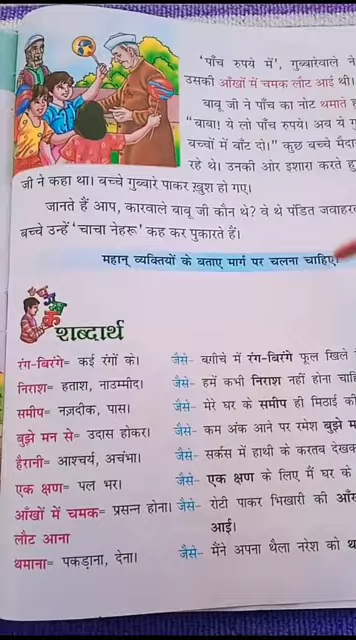 'पाँच रुपये में', गुब्बारेवाले ने
उसकी आँखों में चमक लौट आई थी।
बाबू जी ने पाँच का नोट थमाते
"बाबा! ये लो पाँच रुपये। अब ये
बच्चों में बाँट दो।" कुछ बच्चे
रहे थे। उनकी ओर इशारा करते
जी ने कहा था। बच्चे गुब्बारे पाकर ख़ुश हो गए।
जानते हैं आप, कारवाले बाबू जी कौन थे? वे थे पंडित
बच्चे उन्हें 'चाचा नेहरू' कह कर पुकारते हैं।
महान् व्यक्तियों के बताए मार्ग पर चलना चाहिए।
शब्दार्थ
रंग-बिरंगे= कई रंगों के। जैसे- बगीचे में रंग-बिरंगे फूल खिले
निराश= हताश, नाउम्मीद। जैसे- हमें कभी निराश नहीं होना
समीप= नज़दीक, पास। जैसे- मेरे घर के समीप ही मिठाई की
बुझे मन से= उदास होकर। जैसे- कम अंक आने पर रमेश बुझे
हैरानी= आश्चर्य, अचंभा। जैसे- सर्कस में हाथी के करतब
एक क्षण= पल भर। जैसे- एक क्षण के लिए मैं घर के
आँखों में चमक= प्रसन्न होना। जैसे- रोटी पाकर भिखारी की
लौट आना आई।
थमाना= पकड़ाना, देना। जैसे- मैंने अपना थैला नरेश को